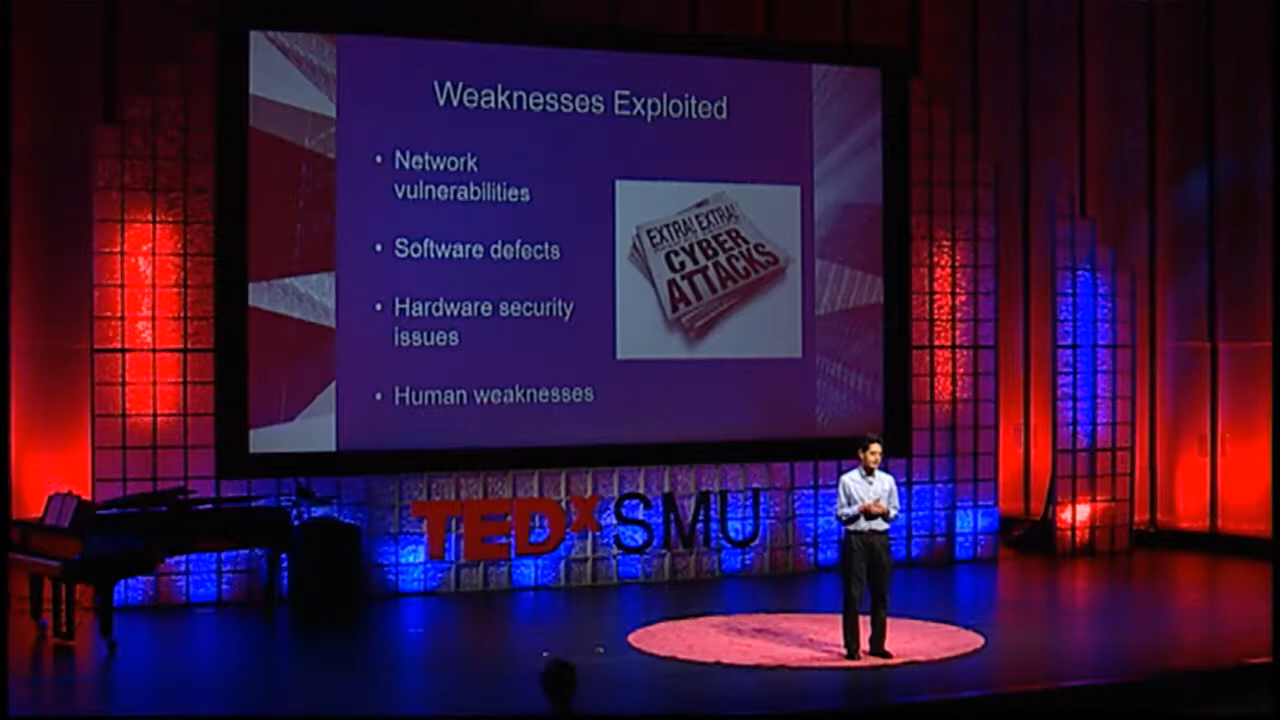 Weaknesses Exploited
• Network
vulnerabilities
• Software defects
• Hardware security
issues
• Human weaknesses
EXTRA! EXTRA!
CYBER
ATTACKS
TEDxSMU